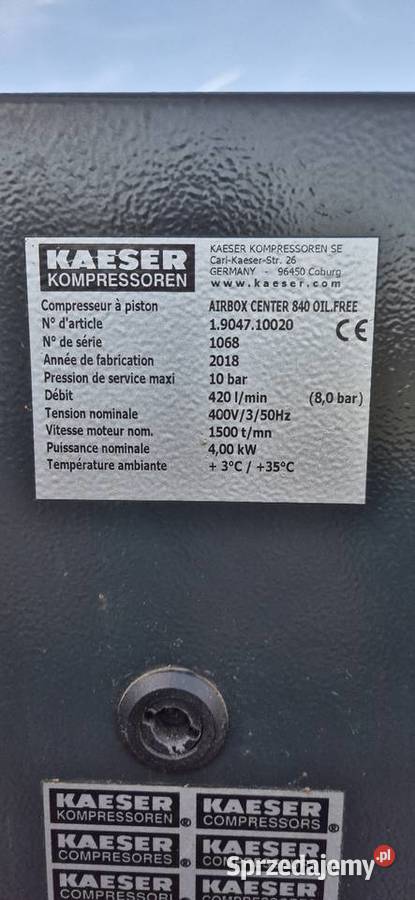 KAESER
KOMPRESSOREN
KAESER KOMPRESSOREN SE
Carl-Kaeser-Str. 26
GERMANY - 96450 Coburg
www.kaeser.com
Compresseur à piston AIRBOX CENTER 840 OIL.FREE
N° d'article 1.9047.10020 CE
N° de série 1068
Année de fabrication 2018
Pression de service maxi 10 bar
Débit 420 l/min (8,0 bar)
Tension nominale 400V/3/50Hz
Vitesse moteur nom. 1500 t/mn
Puissance nominale 4,00 kW
Température ambiante + 3°C / +35°C
KAESER KAESER
KOMPRESSOREN® COMPRESSORS®
KAESER KAESER
COMPRESORES®
KAESER KAESER
Sprzedajemy.pl